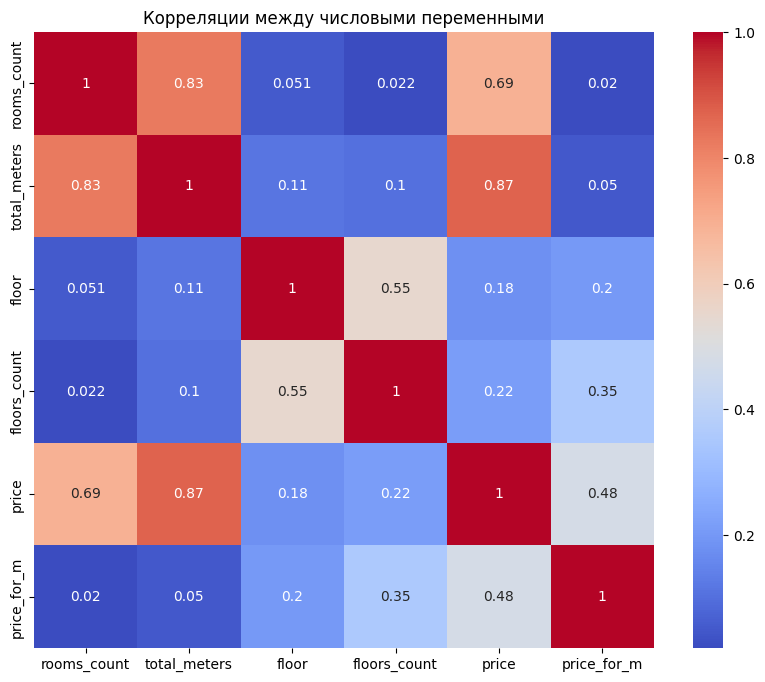 Корреляции между числовыми переменными
rooms_count 1 0.83 0.051 0.022 0.69 0.02
total_meters 0.83 1 0.11 0.1 0.87 0.05
floor 0.051 0.11 1 0.55 0.18 0.2
floors_count 0.022 0.1 0.55 1 0.22 0.35
price 0.69 0.87 0.18 0.22 1 0.48
price_for_m 0.02 0.05 0.2 0.35 0.48 1
rooms_count total_meters floor floors_count price price_for_m
1.0
0.8
0.6
0.4
0.2